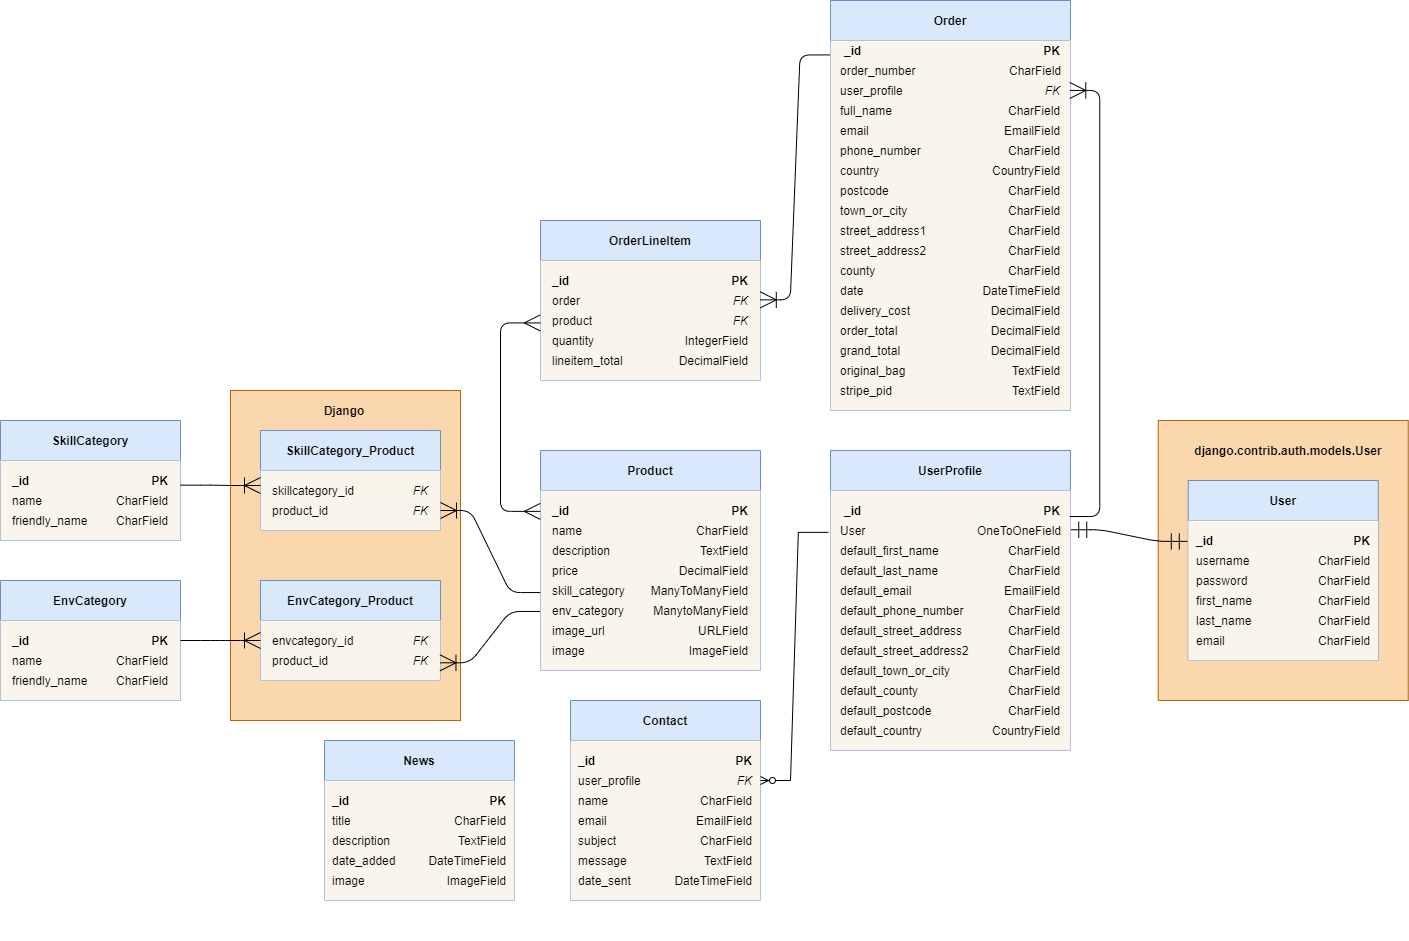 Order
_id PK
order_number CharField
user_profile FK
full_name CharField
email EmailField
phone_number CharField
country CountryField
postcode CharField
town_or_city CharField
street_address1 CharField
street_address2 CharField
county CharField
date DateTimeField
delivery_cost DecimalField
order_total DecimalField
grand_total DecimalField
original_bag TextField
stripe_pid TextField
OrderLineItem
_id PK
order FK
product FK
quantity IntegerField
lineitem_total DecimalField
Django
SkillCategory
_id PK
name CharField
friendly_name CharField
SkillCategory_Product
skillcategory_id FK
product_id FK
EnvCategory
_id PK
name CharField
friendly_name CharField
EnvCategory_Product
envcategory_id FK
product_id FK
Product
_id PK
name CharField
description TextField
price DecimalField
skill_category ManyToManyField
env_category ManytoManyField
image_url URLField
image ImageField
UserProfile
_id PK
User OneToOneField
default_first_name CharField
default_last_name CharField
default_email EmailField
default_phone_number CharField
default_street_address CharField
default_street_address2 CharField
default_town_or_city CharField
default_county CharField
default_postcode CharField
default_country CountryField
django.contrib.auth.models.User
User
_id PK
username CharField
password CharField
first_name CharField
last_name CharField
email CharField
News
_id PK
title CharField
description TextField
date_added DateTimeField
image ImageField
Contact
_id PK
user_profile FK
name CharField
email EmailField
subject CharField
message TextField
date_sent DateTimeField